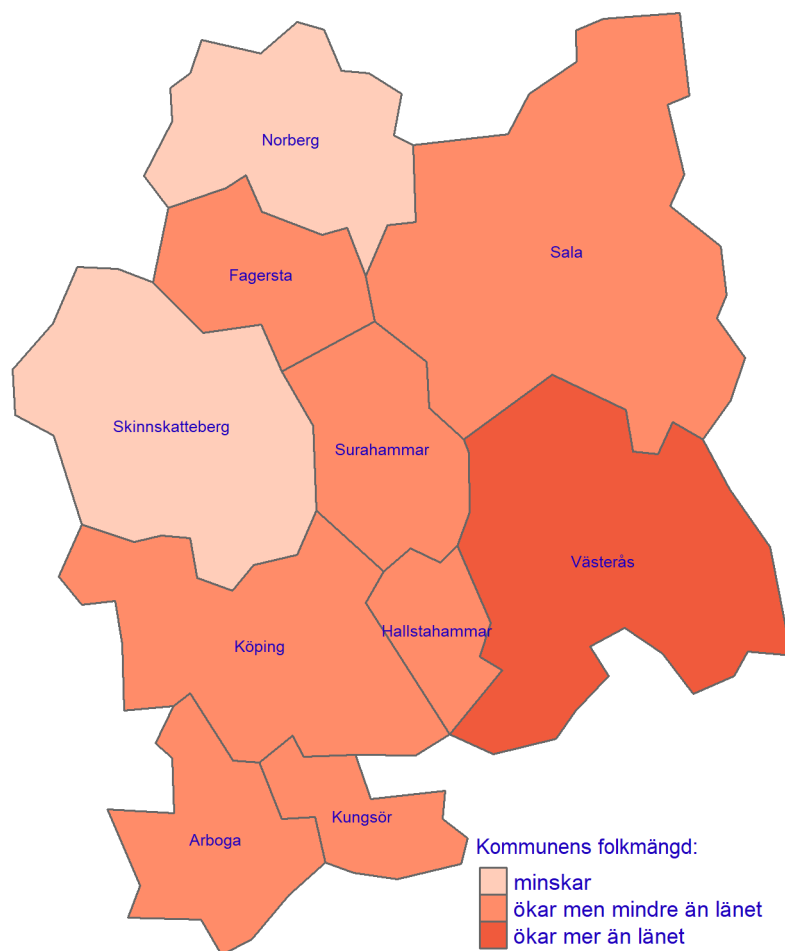 Norberg
Sala
Fagersta
Skinnskatteberg
Surahammar
Västerås
Hallstahammar
Köping
Kungsör
Arboga
Kommunens folkmängd:
minskar
ökar men mindre än länet
ökar mer än länet